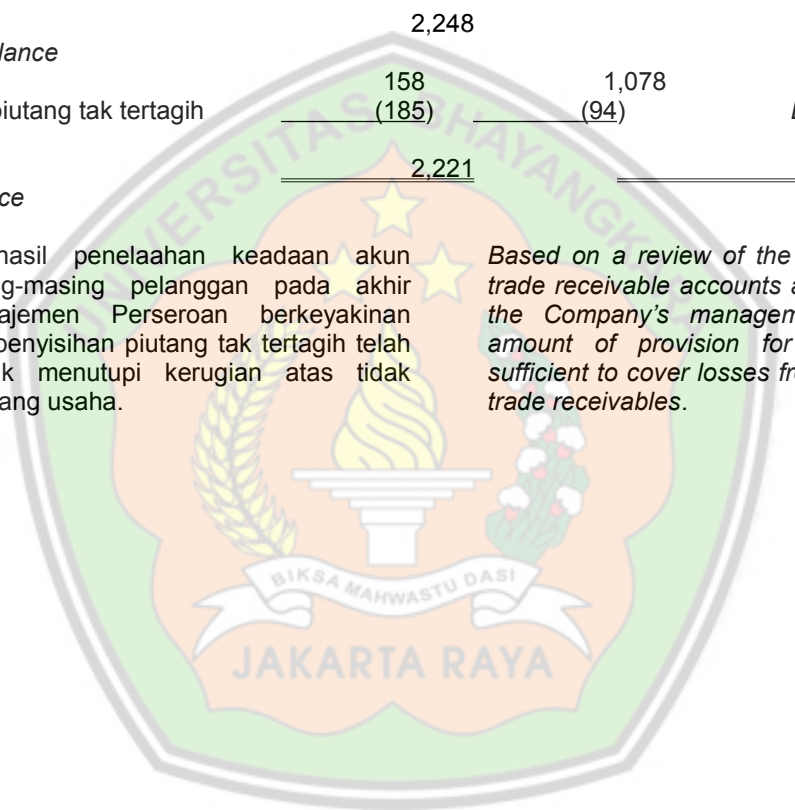 2,248
lance
158 1,078
piutang tak tertagih (185) (94)
2,221
ce
hasil penelaahan keadaan akun
g-masing pelanggan pada akhir
ajemen Perseroan berkeyakinan
penyisihan piutang tak tertagih telah
k menutupi kerugian atas tidak
ang usaha.
Based on a review of the
trade receivable accounts a
the Company's managem
amount of provision for
sufficient to cover losses fr
trade receivables.
UNIVERSITAS BHAYANGKARA
BIKSA MAHWASTU DASI
JAKARTA RAYA